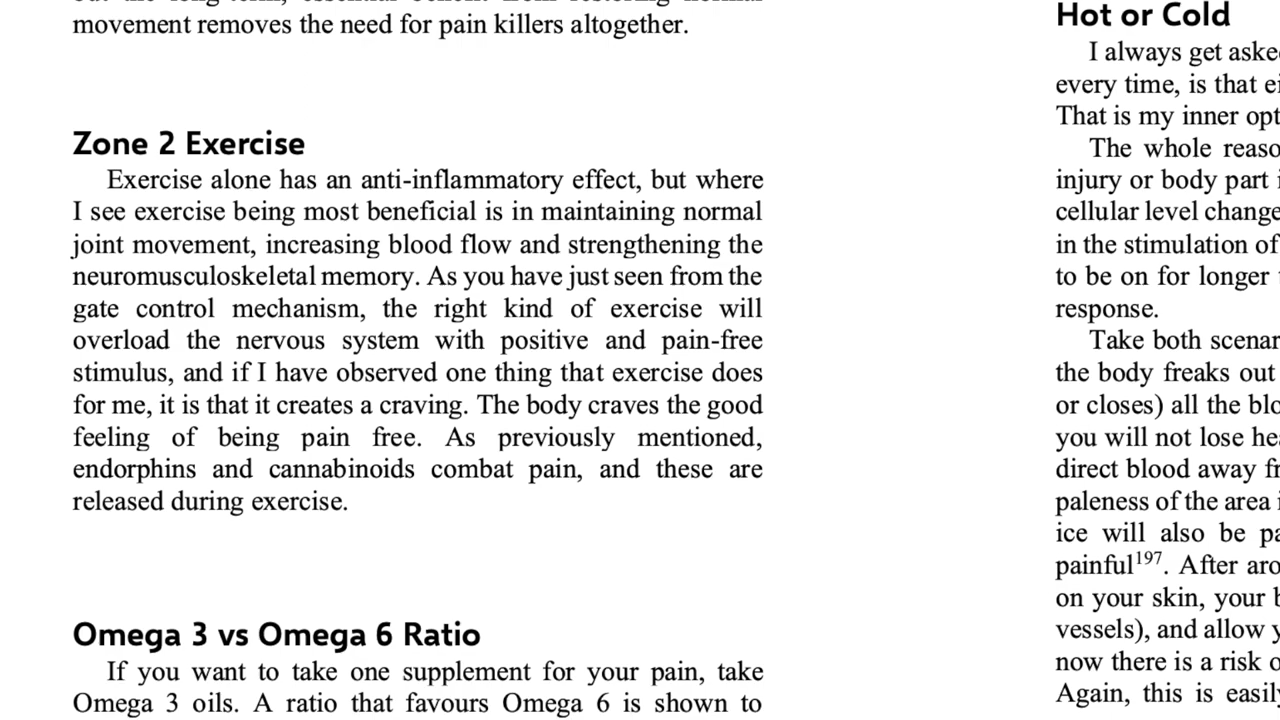 movement removes the need for pain killers altogether.
Zone 2 Exercise
Exercise alone has an anti-inflammatory effect, but where
I see exercise being most beneficial is in maintaining normal
joint movement, increasing blood flow and strengthening the
neuromusculoskeletal memory. As you have just seen from the
gate control mechanism, the right kind of exercise will
overload the nervous system with positive and pain-free
stimulus, and if I have observed one thing that exercise does
for me, it is that it creates a craving. The body craves the good
feeling of being pain free. As previously mentioned,
endorphins and cannabinoids combat pain, and these are
released during exercise.
Omega 3 vs Omega 6 Ratio
If you want to take one supplement for your pain, take
Omega 3 oils. A ratio that favours Omega 6 is shown to
Hot or Cold
I always get
every time, is that
That is my inner
The whole
injury or body part
cellular level
in the stimulation of
to be on for longer
response.
Take both
the body freaks out
or closes) all the
you will not lose
direct blood away
paleness of the area
ice will also be
painful197. After
on your skin, your
vessels), and allow
now there is a risk
Again, this is